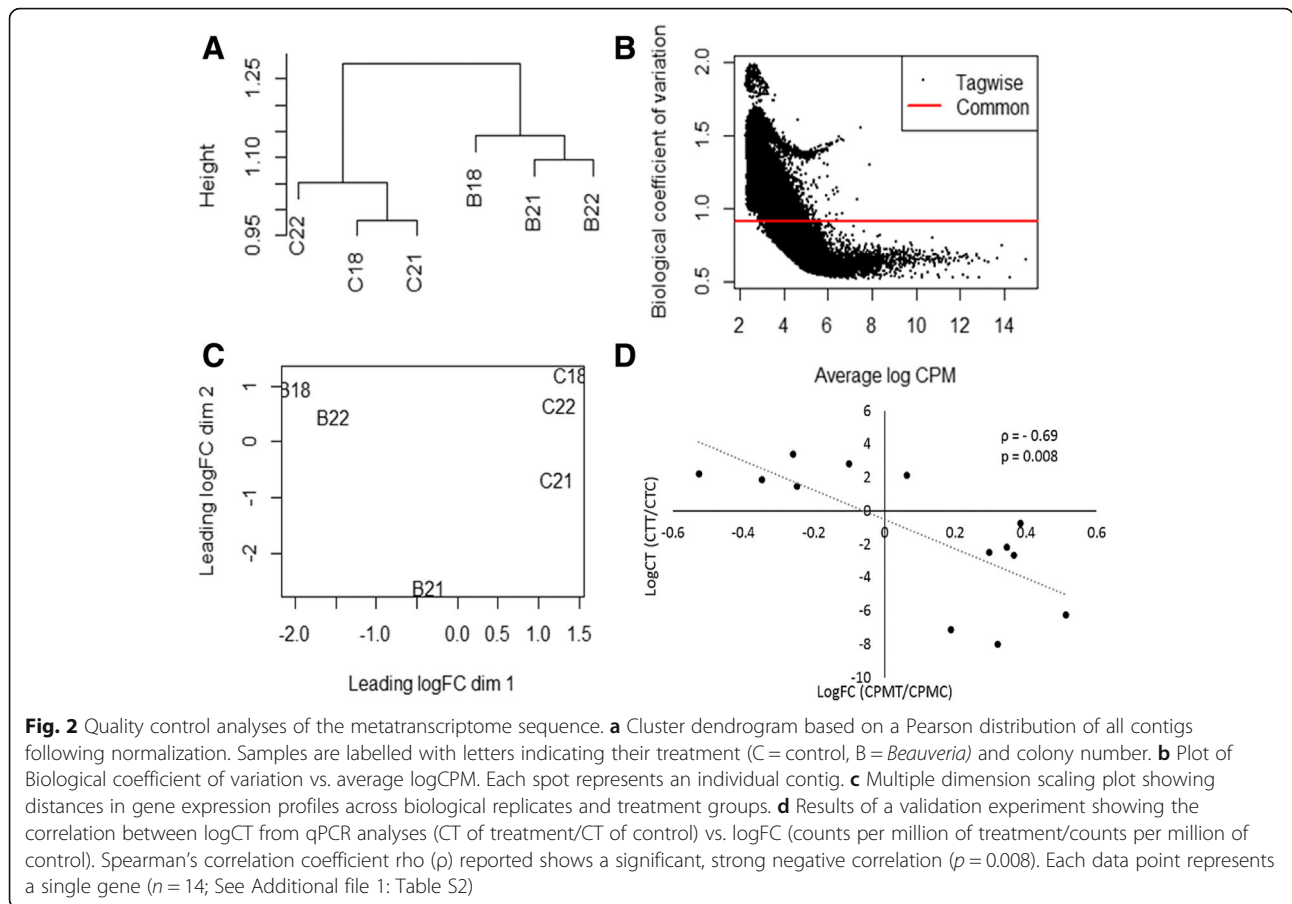 A
Height
0.95 1.10 1.25
C22
C18
C21
B18
B21
B22
B
Biological coefficient of variation
0.5 1.0 1.5 2.0
Tagwise
Common
2 4 6 8 10 12 14
Average log CPM
C
Leading logFC dim 2
1
0
-1
-2
B18
B22
B21
C18
C22
C21
-2.0 -1.0 0.0 0.5 1.0 1.5
Leading logFC dim 1
D
LogCT (CTT/CTC)
6
4
2
0
-2
-4
-6
-8
-10
-0.6 -0.4 -0.2 0 0.2 0.4 0.6
ρ = - 0.69
p = 0.008
LogFC (CPMT/CPMC)
Fig. 2 Quality control analyses of the metatranscriptome sequence. a Cluster dendrogram based on a Pearson distribution of all contigs
following normalization. Samples are labelled with letters indicating their treatment (C = control, B = Beauveria) and colony number. b Plot of
Biological coefficient of variation vs. average logCPM. Each spot represents an individual contig. c Multiple dimension scaling plot showing
distances in gene expression profiles across biological replicates and treatment groups. d Results of a validation experiment showing the
correlation between logCT from qPCR analyses (CT of treatment/CT of control) vs. logFC (counts per million of treatment/counts per million of
control). Spearman's correlation coefficient rho (ρ) reported shows a significant, strong negative correlation (p = 0.008). Each data point represents
a single gene (n = 14; See Additional file 1: Table S2)